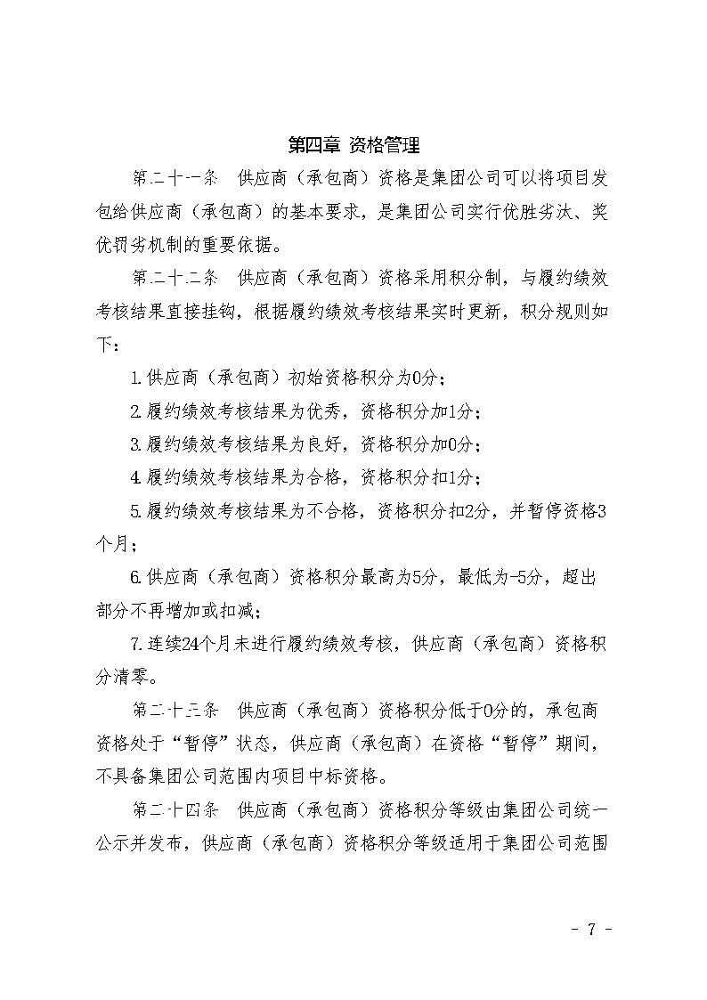 第四章 资格管理
第二十一条 供应商（承包商）资格是集团公司可以将项目发
包给供应商（承包商）的基本要求，是集团公司实行优胜劣汰、奖
优罚劣机制的重要依据。
第二十二条 供应商（承包商）资格采用积分制，与履约绩效
考核结果直接挂钩，根据履约绩效考核结果实时更新，积分规则如
下：
1.供应商（承包商）初始资格积分为0分；
2.履约绩效考核结果为优秀，资格积分加1分；
3.履约绩效考核结果为良好，资格积分加0分；
4.履约绩效考核结果为合格，资格积分扣1分；
5.履约绩效考核结果为不合格，资格积分扣2分，并暂停资格3
个月；
6.供应商（承包商）资格积分最高为5分，最低为-5分，超出
部分不再增加或扣减；
7.连续24个月未进行履约绩效考核，供应商（承包商）资格积
分清零。
第二十三条 供应商（承包商）资格积分低于0分的，承包商
资格处于“暂停”状态，供应商（承包商）在资格“暂停”期间，
不具备集团公司范围内项目中标资格。
第二十四条 供应商（承包商）资格积分等级由集团公司统一
公示并发布，供应商（承包商）资格积分等级适用于集团公司范围
- 7 -